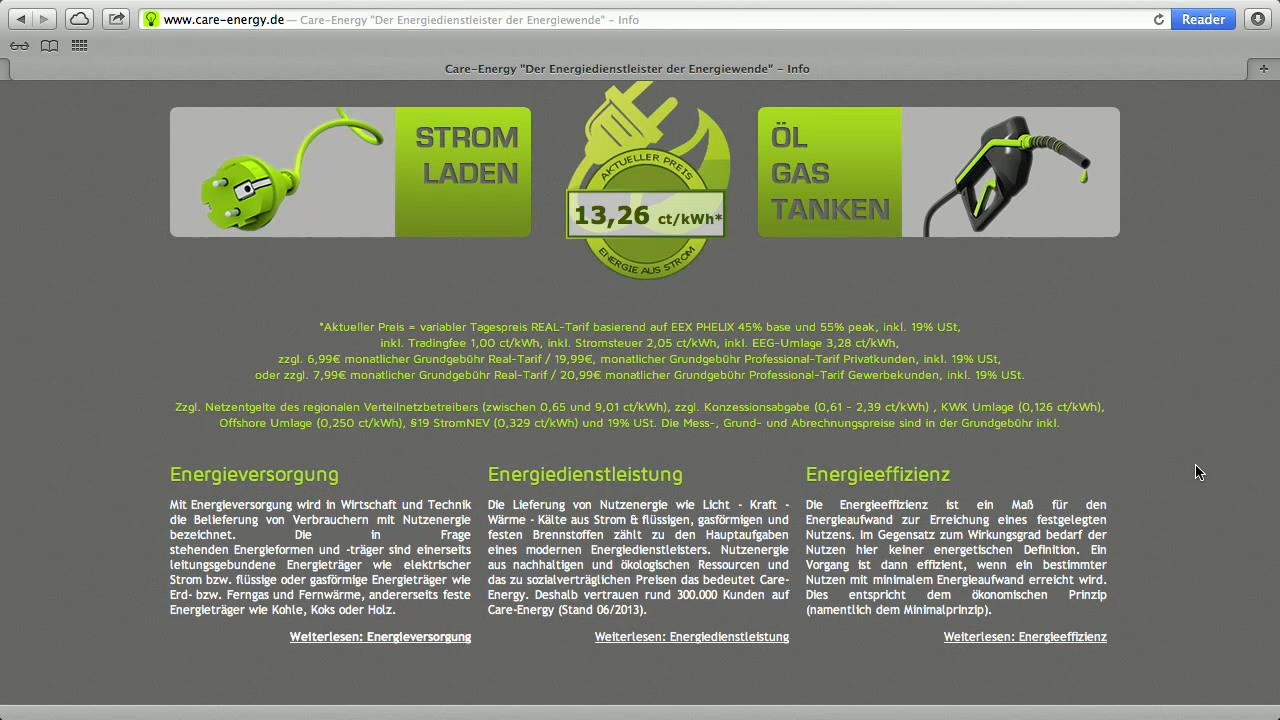 www.care-energy.de — Care-Energy "Der Energiedienstleister der Energiewende" – Info
Reader
Care-Energy "Der Energiedienstleister der Energiewende" – Info
STROM
LADEN
AKTUELLER PREIS
13,26 ct/kWh*
ENERGIE AUS STROM
ÖL
GAS
TANKEN
*Aktueller Preis = variabler Tagespreis REAL-Tarif basierend auf EEX PHELIX 45% base und 55% peak, inkl. 19% USt,
inkl. Tradingfee 1,00 ct/kWh, inkl. Stromsteuer 2,05 ct/kWh, inkl. EEG-Umlage 3,28 ct/kWh,
zzgl. 6,99€ monatlicher Grundgebühr Real-Tarif / 19,99€, monatlicher Grundgebühr Professional-Tarif Privatkunden, inkl. 19% USt,
oder zzgl. 7,99€ monatlicher Grundgebühr Real-Tarif / 20,99€ monatlicher Grundgebühr Professional-Tarif Gewerbekunden, inkl. 19% USt.
Zzgl. Netzentgelte des regionalen Verteilnetzbetreibers (zwischen 0,65 und 9,01 ct/kWh), zzgl. Konzessionsabgabe (0,61 - 2,39 ct/kWh) , KWK Umlage (0,126 ct/kWh),
Offshore Umlage (0,250 ct/kWh), §19 StromNEV (0,329 ct/kWh) und 19% USt. Die Mess-, Grund- und Abrechnungspreise sind in der Grundgebühr inkl.
Energieversorgung
Mit Energieversorgung wird in Wirtschaft und Technik
die Belieferung von Verbrauchern mit Nutzenergie
bezeichnet. Die in Frage
stehenden Energieformen und -träger sind einerseits
leitungsgebundene Energieträger wie elektrischer
Strom bzw. flüssige oder gasförmige Energieträger wie
Erd- bzw. Ferngas und Fernwärme, andererseits feste
Energieträger wie Kohle, Koks oder Holz.
Weiterlesen: Energieversorgung
Energiedienstleistung
Die Lieferung von Nutzenergie wie Licht - Kraft -
Wärme - Kälte aus Strom & flüssigen, gasförmigen und
festen Brennstoffen zählt zu den Hauptaufgaben
eines modernen Energiedienstleisters. Nutzenergie
aus nachhaltigen und ökologischen Ressourcen und
das zu sozialverträglichen Preisen das bedeutet Care-
Energy. Deshalb vertrauen rund 300.000 Kunden auf
Care-Energy (Stand 06/2013).
Weiterlesen: Energiedienstleistung
Energieeffizienz
Die Energieeffizienz ist ein Maß für den
Energieaufwand zur Erreichung eines festgelegten
Nutzens. Im Gegensatz zum Wirkungsgrad bedarf der
Nutzen hier keiner energetischen Definition. Ein
Vorgang ist dann effizient, wenn ein bestimmter
Nutzen mit minimalem Energieaufwand erreicht wird.
Dies entspricht dem ökonomischen Prinzip
(namentlich dem Minimalprinzip).
Weiterlesen: Energieeffizienz